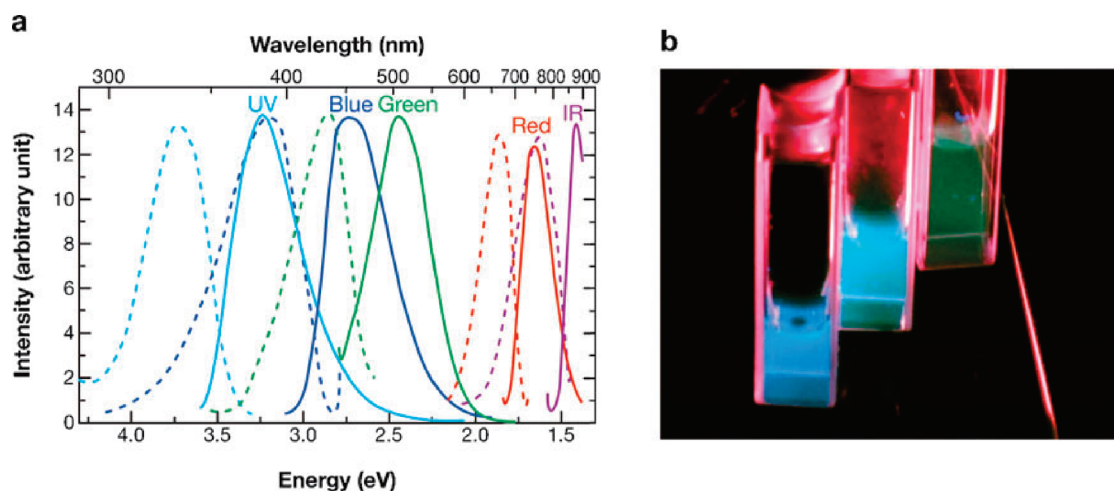 a
Wavelength (nm)
300 400 500 600 700 800 900
UV Blue Green Red IR
14
12
10
8
6
4
2
0
Intensity (arbitrary unit)
4.0 3.5 3.0 2.5 2.0 1.5
Energy (eV)
b